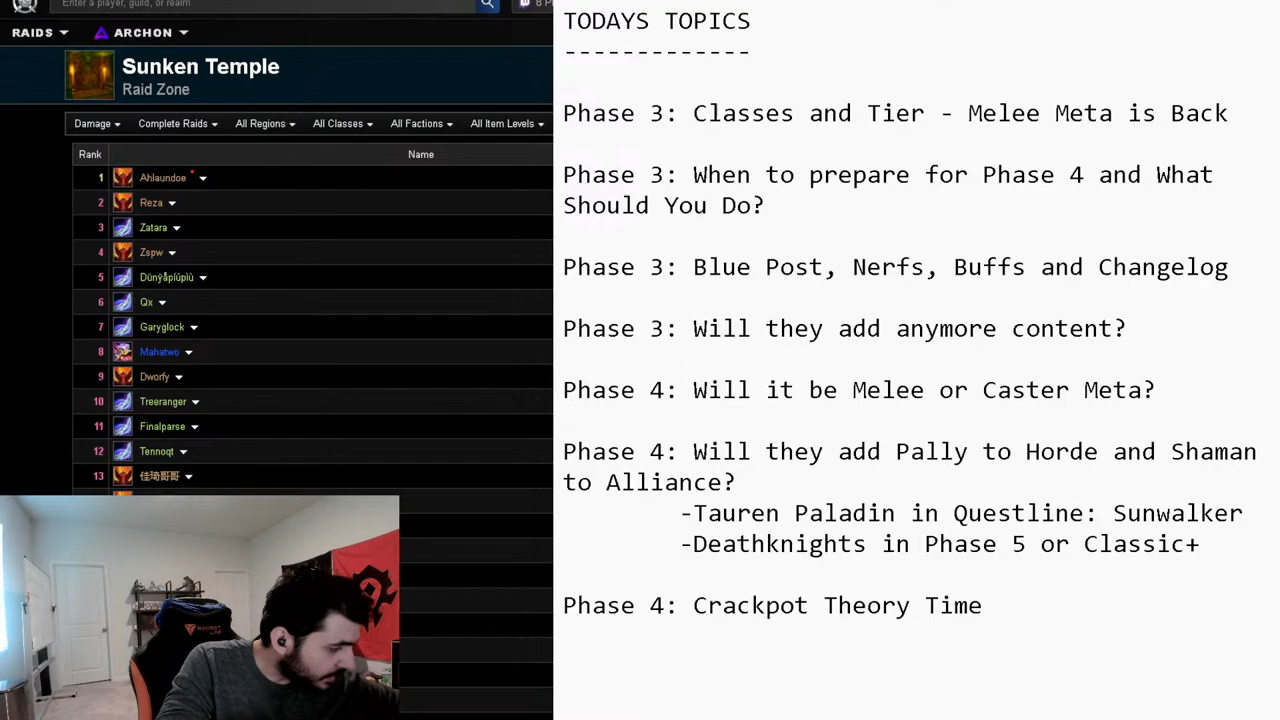 Enter a player, guild, or realm
8 P
RAIDS
ARCHON
Sunken Temple
Raid Zone
Damage
Complete Raids
All Regions
All Classes
All Factions
All Item Levels
Rank
Name
1 Ahlaundoe
2 Reza
3 Zatara
4 Zspw
5
6 Qx
7 Garyglock
8 Mahatwo
9 Dworfy
10 Treeranger
11 Finalparse
12 Tennoqt
13 佳琦哥哥
TODAYS TOPICS
-------------
Phase 3: Classes and Tier - Melee Meta is Back
Phase 3: When to prepare for Phase 4 and What
Should You Do?
Phase 3: Blue Post, Nerfs, Buffs and Changelog
Phase 3: Will they add anymore content?
Phase 4: Will it be Melee or Caster Meta?
Phase 4: Will they add Pally to Horde and Shaman
to Alliance?
-Tauren Paladin in Questline: Sunwalker
-Deathknights in Phase 5 or Classic+
Phase 4: Crackpot Theory Time